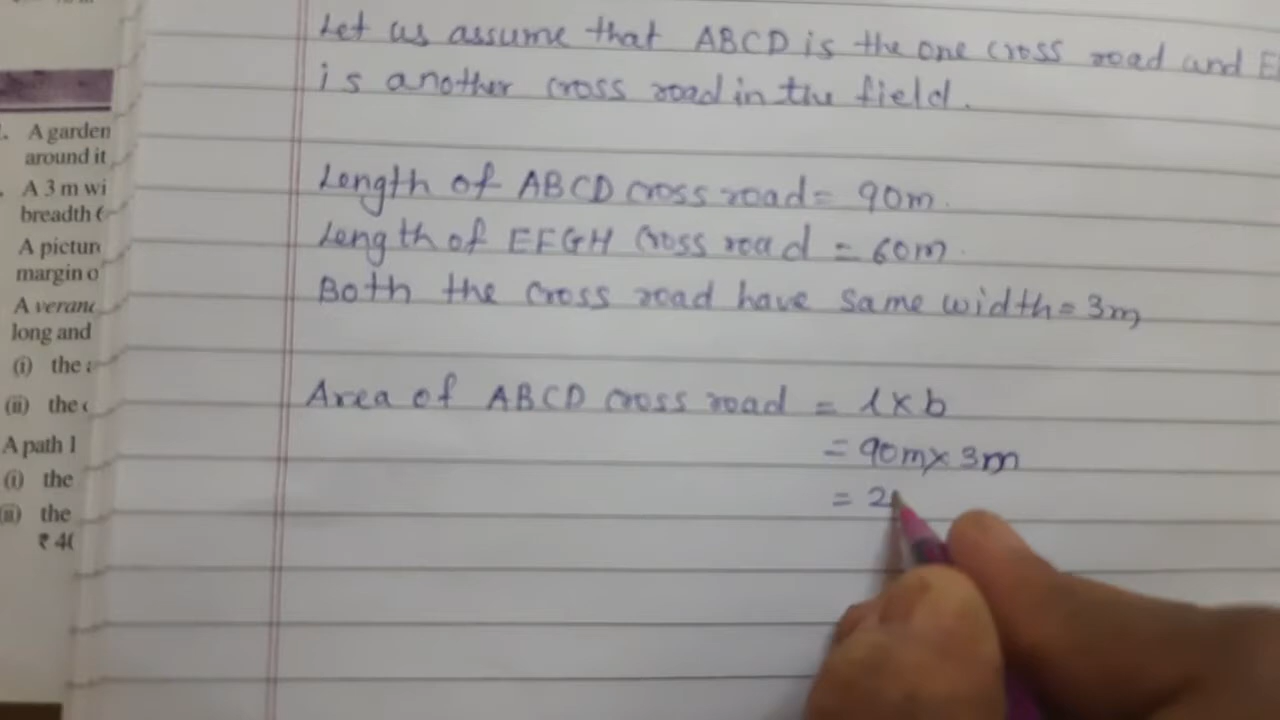 Let us assume that ABCD is the one cross road and E
is another cross road in the field.
Length of ABCD cross road = 90m.
Length of EFGH cross road = 60m.
Both the cross road have same width = 3m
Area of ABCD cross road = l × b
= 90m × 3m
= 2
. A garden
around it
. A 3 m wi
breadth
A pictur
margin o
A veran
long and
(i) the
(ii) the
A path 1
(i) the
(ii) the
₹ 4